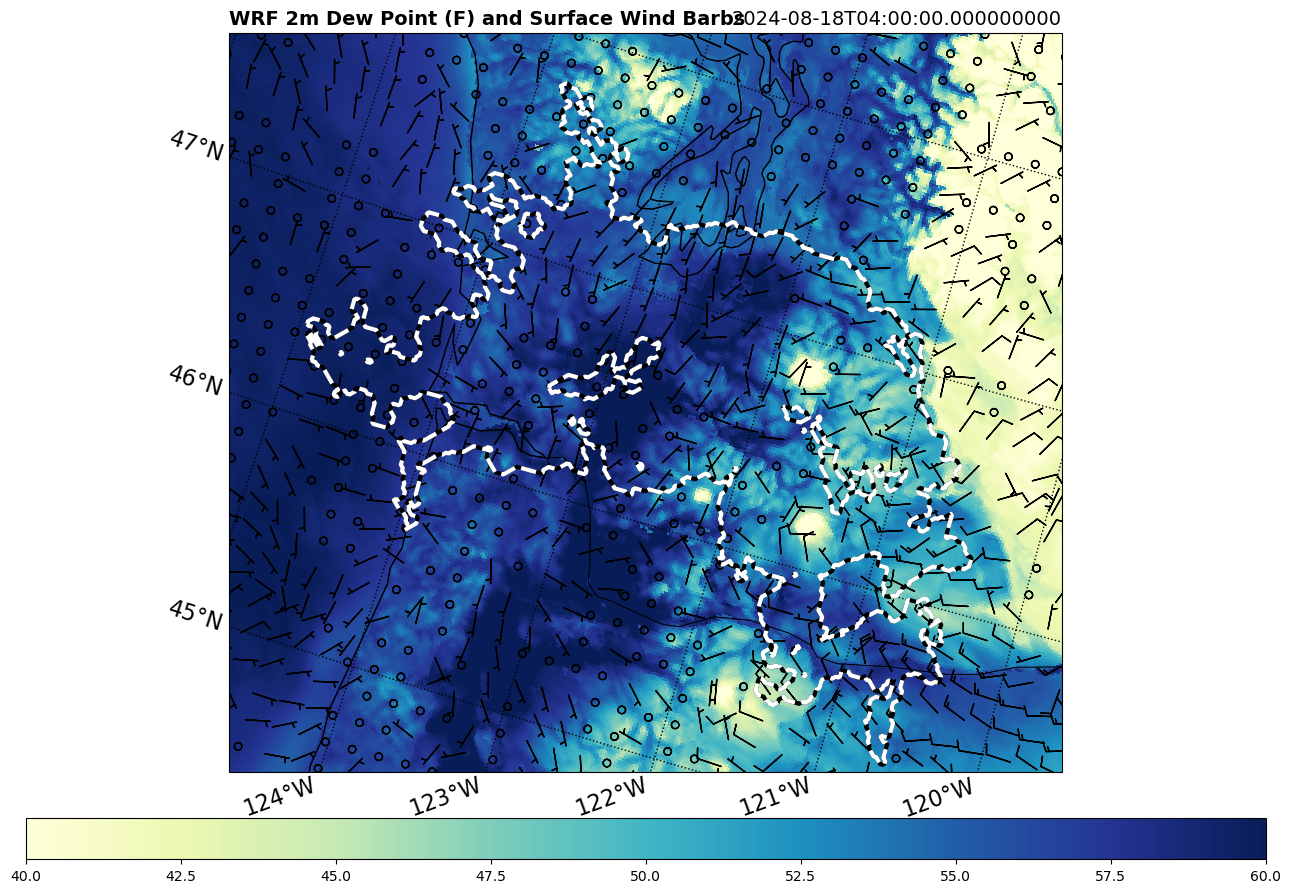 WRF 2m Dew Point (F) and Surface Wind Barbs 2024-08-18T04:00:00.000000000
47°N
46°N
45°N
124°W 123°W 122°W 121°W 120°W
40.0 42.5 45.0 47.5 50.0 52.5 55.0 57.5 60.0